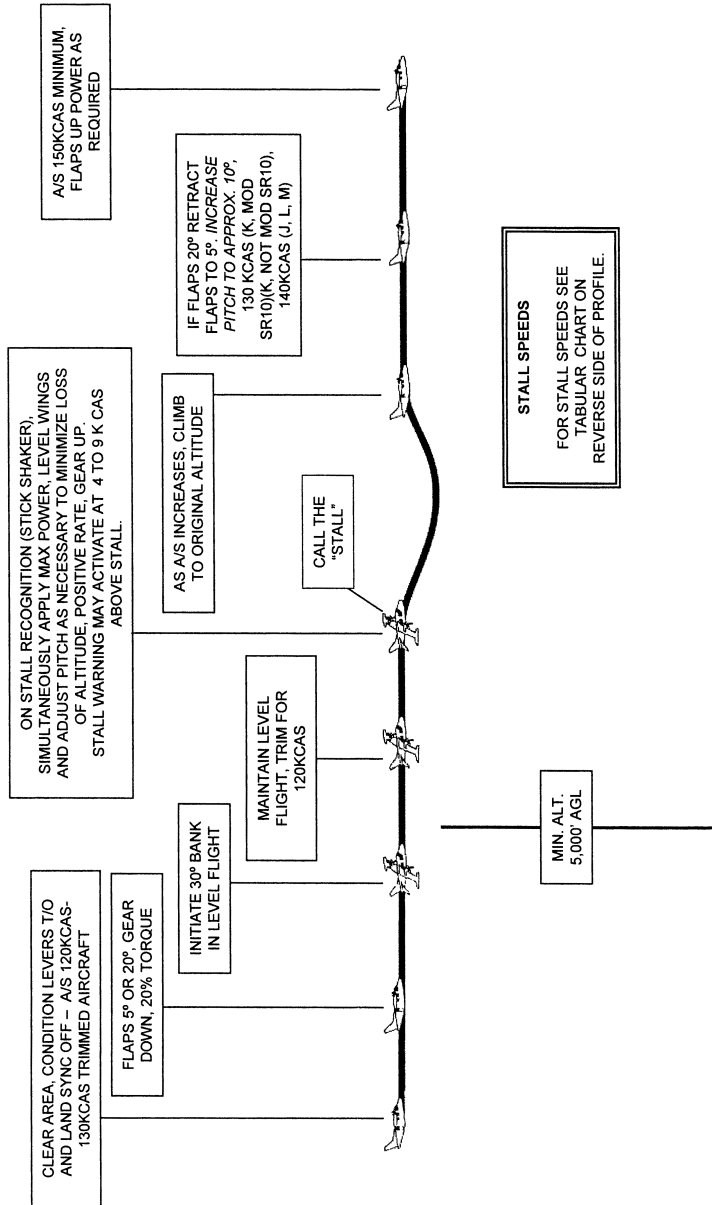 CLEAR AREA, CONDITION LEVERS T/O
AND LAND SYNC OFF – A/S 120KCAS-
130KCAS TRIMMED AIRCRAFT
FLAPS 5º OR 20º, GEAR
DOWN, 20% TORQUE
INITIATE 30º BANK
IN LEVEL FLIGHT
MAINTAIN LEVEL
FLIGHT, TRIM FOR
120KCAS
ON STALL RECOGNITION (STICK SHAKER),
SIMULTANEOUSLY APPLY MAX POWER, LEVEL WINGS
AND ADJUST PITCH AS NECESSARY TO MINIMIZE LOSS
OF ALTITUDE, POSITIVE RATE, GEAR UP.
STALL WARNING MAY ACTIVATE AT 4 TO 9 K CAS
ABOVE STALL.
CALL THE
"STALL"
AS A/S INCREASES, CLIMB
TO ORIGINAL ALTITUDE
IF FLAPS 20º RETRACT
FLAPS TO 5º. INCREASE
PITCH TO APPROX. 10º,
130 KCAS (K, MOD
SR10)(K, NOT MOD SR10),
140KCAS (J, L, M)
A/S 150KCAS MINIMUM,
FLAPS UP POWER AS
REQUIRED
MIN. ALT.
5,000' AGL
STALL SPEEDS
FOR STALL SPEEDS SEE
TABULAR CHART ON
REVERSE SIDE OF PROFILE.